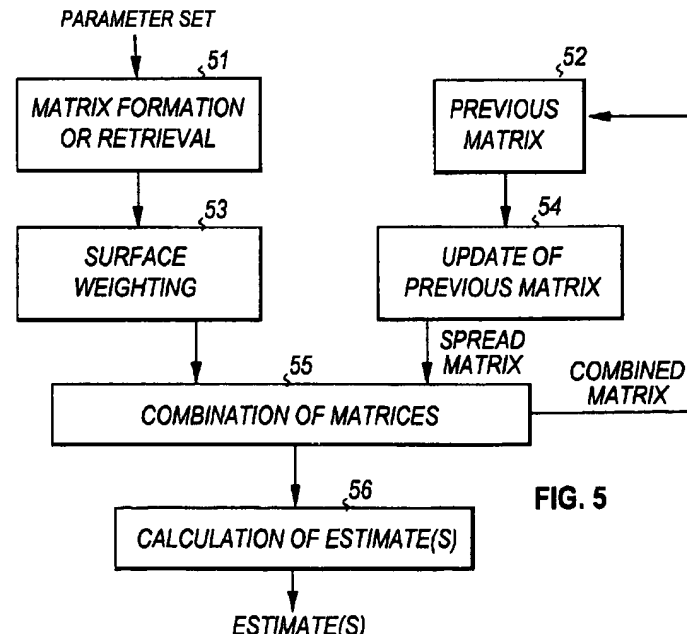 PARAMETER SET
51
MATRIX FORMATION
OR RETRIEVAL
52
PREVIOUS
MATRIX
53
SURFACE
WEIGHTING
54
UPDATE OF
PREVIOUS MATRIX
SPREAD
MATRIX
55
COMBINATION OF MATRICES
COMBINED
MATRIX
56
CALCULATION OF ESTIMATE(S)
FIG. 5
ESTIMATE(S)